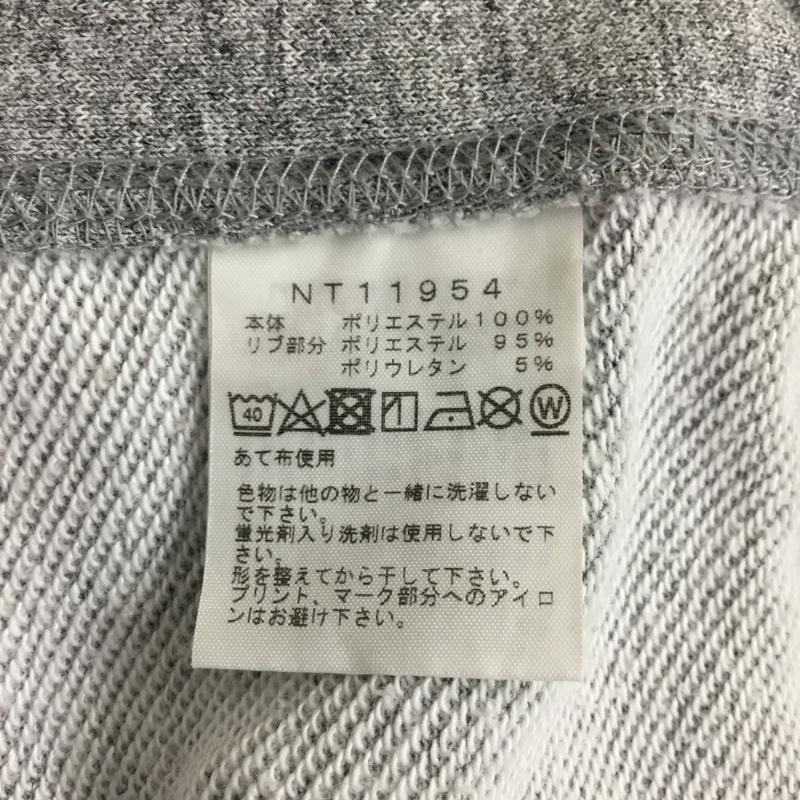 NT11954
本体 ポリエステル100%
リブ部分 ポリエステル 95%
ポリウレタン 5%
40 W
あて布使用
色物は他の物と一緒に洗濯しない
で下さい。
蛍光剤入り洗剤は使用しないで下
さい。
形を整えてから干して下さい。
プリント、マーク部分へのアイロ
ンはお避け下さい。